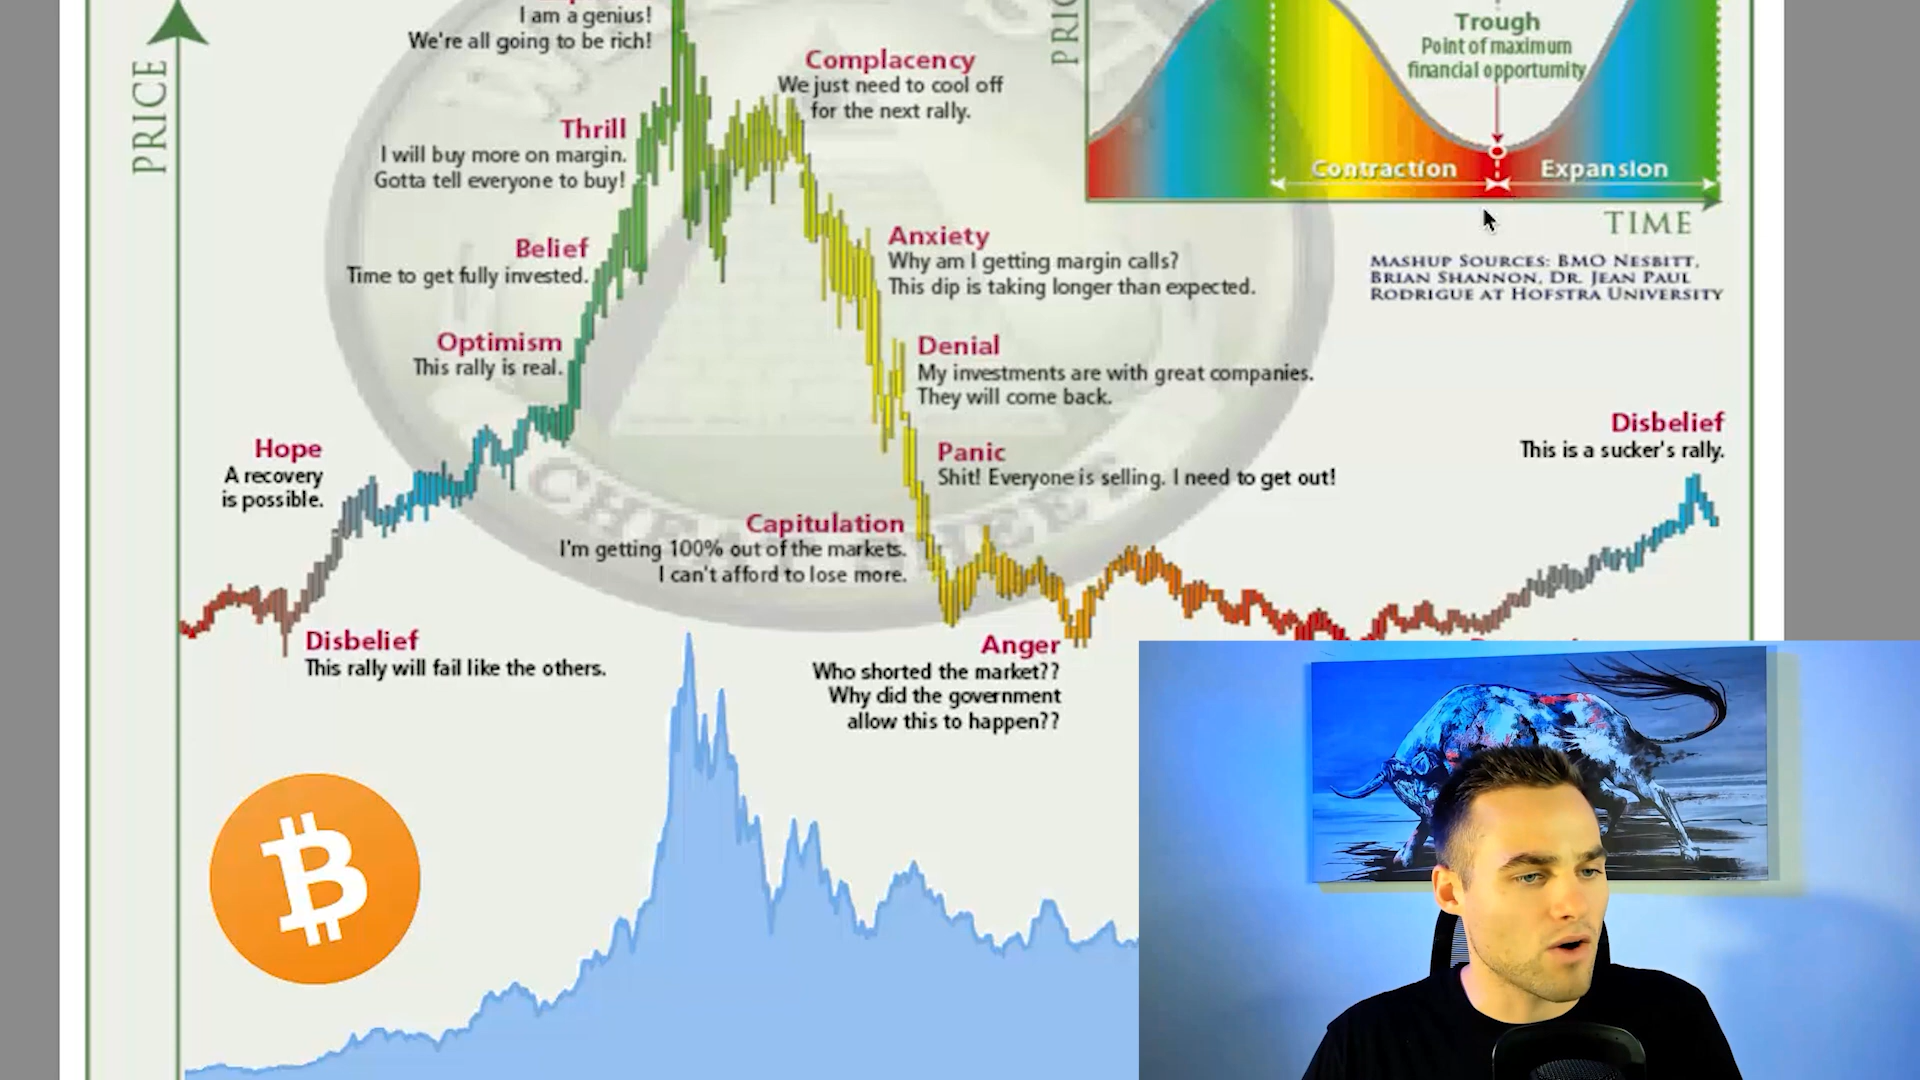 I am a genius!
We're all going to be rich!
PRICE
Complacency
We just need to cool off
for the next rally.
Thrill
I will buy more on margin.
Gotta tell everyone to buy!
Belief
Time to get fully invested.
Optimism
This rally is real.
Hope
A recovery
is possible.
Disbelief
This rally will fail like the others.
Anxiety
Why am I getting margin calls?
This dip is taking longer than expected.
Denial
My investments are with great companies.
They will come back.
Panic
Shit! Everyone is selling. I need to get out!
Capitulation
I'm getting 100% out of the markets.
I can't afford to lose more.
Anger
Who shorted the market??
Why did the government
allow this to happen??
Disbelief
This is a sucker's rally.
Trough
Point of maximum
financial opportunity
Contraction
Expansion
TIME
MASHUP SOURCES: BMO NESBITT,
BRIAN SHANNON, DR. JEAN PAUL
RODRIGUE AT HOFSTRA UNIVERSITY